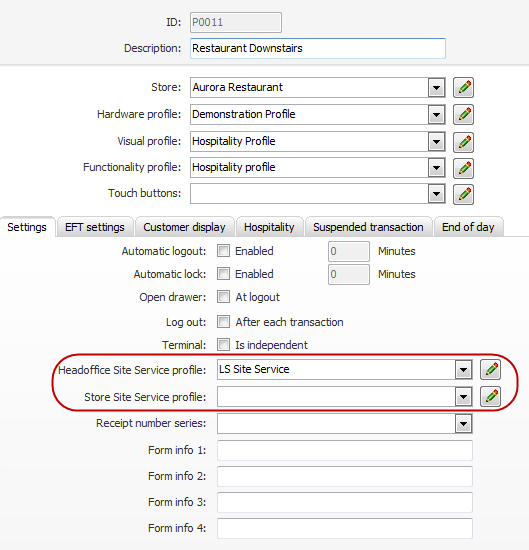 ID: P0011
Description: Restaurant Downstairs
Store: Aurora Restaurant
Hardware profile: Demonstration Profile
Visual profile: Hospitality Profile
Functionality profile: Hospitality profile
Touch buttons:
Settings EFT settings Customer display Hospitality Suspended transaction End of day
Automatic logout: Enabled 0 Minutes
Automatic lock: Enabled 0 Minutes
Open drawer: At logout
Log out: After each transaction
Terminal: Is independent
Headoffice Site Service profile: LS Site Service
Store Site Service profile:
Receipt number series:
Form info 1:
Form info 2:
Form info 3:
Form info 4: